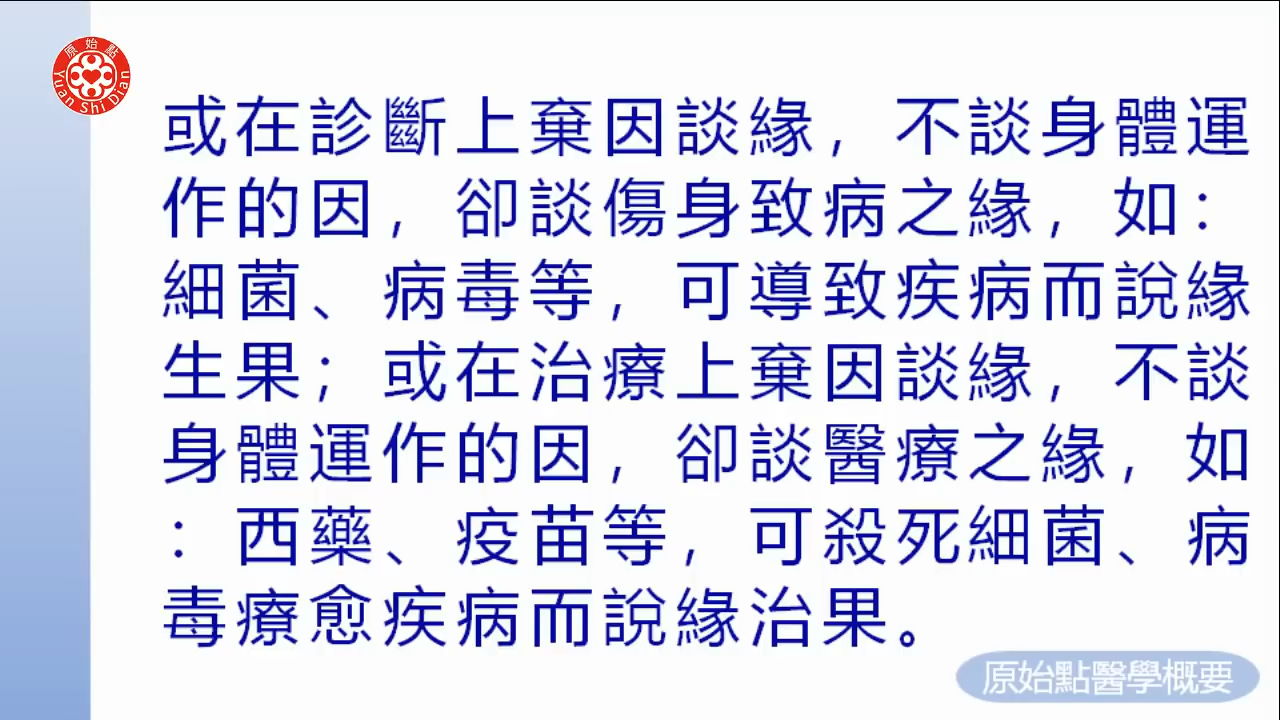 原始點
Yuan Shi Dian
或在診斷上棄因談緣，不談身體運
作的因，卻談傷身致病之緣，如：
細菌、病毒等，可導致疾病而說緣
生果；或在治療上棄因談緣，不談
身體運作的因，卻談醫療之緣，如
：西藥、疫苗等，可殺死細菌、病
毒療愈疾病而說緣治果。
原始點醫學概要